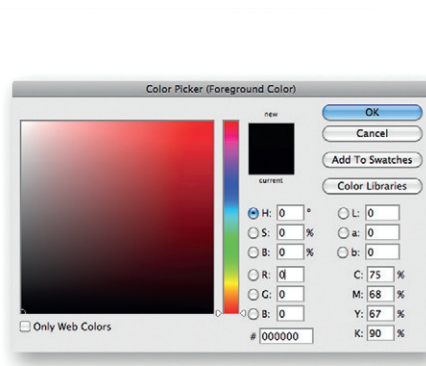 Color Picker (Foreground Color)
new
current
OK
Cancel
Add To Swatches
Color Libraries
H: 0 °
L: 0
S: 0 %
a: 0
B: 0 %
b: 0
R: 0
C: 75 %
G: 0
M: 68 %
B: 0
Y: 67 %
# 000000
K: 90 %
Only Web Colors